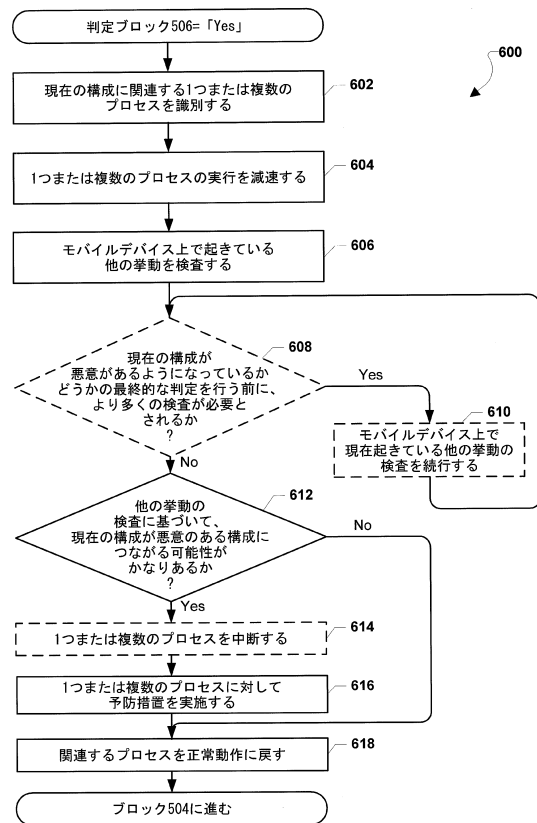 判定ブロック506=「Yes」
600
現在の構成に関連する1つまたは複数の
プロセスを識別する
602
1つまたは複数のプロセスの実行を減速する
604
モバイルデバイス上で起きている
他の挙動を検査する
606
現在の構成が
悪意があるようになっているか
どうかの最終的な判定を行う前に、
より多くの検査が必要と
されるか
?
608
Yes
No
モバイルデバイス上で
現在起きている他の挙動の
検査を続行する
610
他の挙動の
検査に基づいて、
現在の構成が悪意のある構成に
つながる可能性が
かなりあるか
?
612
No
Yes
1つまたは複数のプロセスを中断する
614
1つまたは複数のプロセスに対して
予防措置を実施する
616
関連するプロセスを正常動作に戻す
618
ブロック504に進む